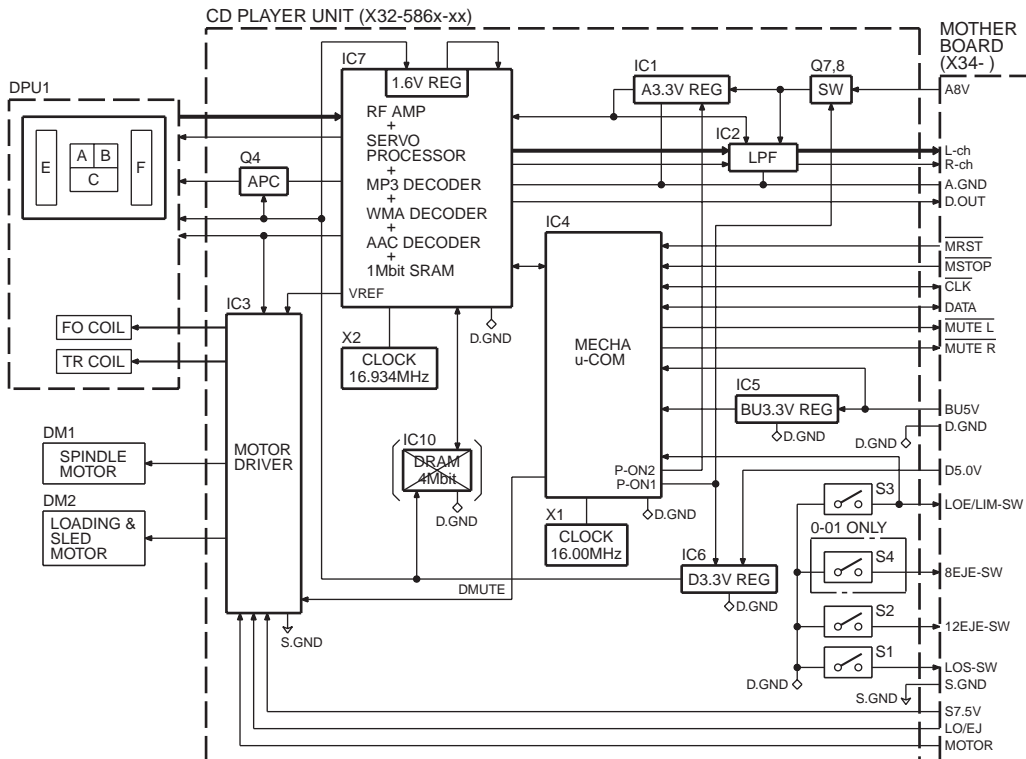 CD PLAYER UNIT (X32-586x-xx)
MOTHER
BOARD
(X34- )
DPU1
E
A
B
C
F
Q4
APC
IC7
1.6V REG
RF AMP
+
SERVO
PROCESSOR
+
MP3 DECODER
+
WMA DECODER
+
AAC DECODER
+
1Mbit SRAM
VREF
IC1
A3.3V REG
Q7,8
SW
IC2
LPF
A8V
L-ch
R-ch
A.GND
D.OUT
MRST
MSTOP
CLK
DATA
MUTE L
MUTE R
IC4
MECHA
u-COM
P-ON2
P-ON1
IC3
MOTOR
DRIVER
FO COIL
TR COIL
X2
CLOCK
16.934MHz
D.GND
IC5
BU3.3V REG
D.GND
BU5V
D.GND
D.GND
D5.0V
DM1
SPINDLE
MOTOR
DM2
LOADING &
SLED
MOTOR
IC10
DRAM
4Mbit
D.GND
X1
CLOCK
16.00MHz
D.GND
IC6
D3.3V REG
D.GND
DMUTE
S.GND
S3
LOE/LIM-SW
0-01 ONLY
S4
8EJE-SW
S2
12EJE-SW
S1
LOS-SW
D.GND
S.GND
S.GND
S7.5V
LO/EJ
MOTOR